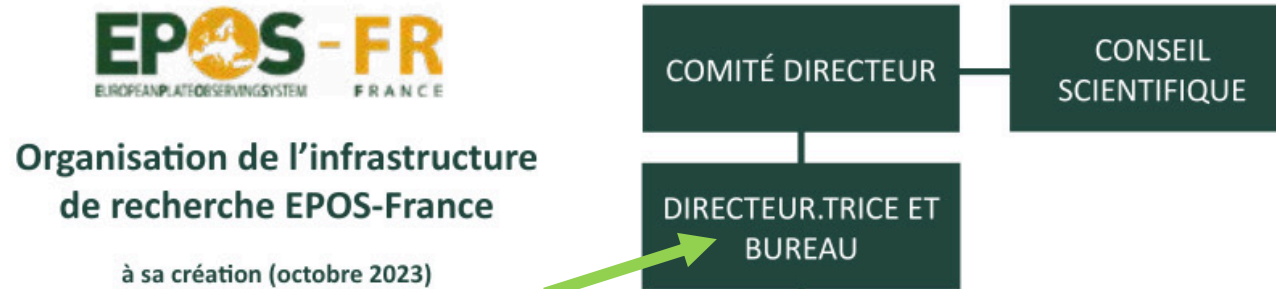 EPOS-FR
EUROPEANPLATEOBSERVINGSYSTEM FRANCE
Organisation de l'infrastructure
de recherche EPOS-France
à sa création (octobre 2023)
COMITÉ DIRECTEUR
CONSEIL
SCIENTIFIQUE
DIRECTEUR.TRICE ET
BUREAU